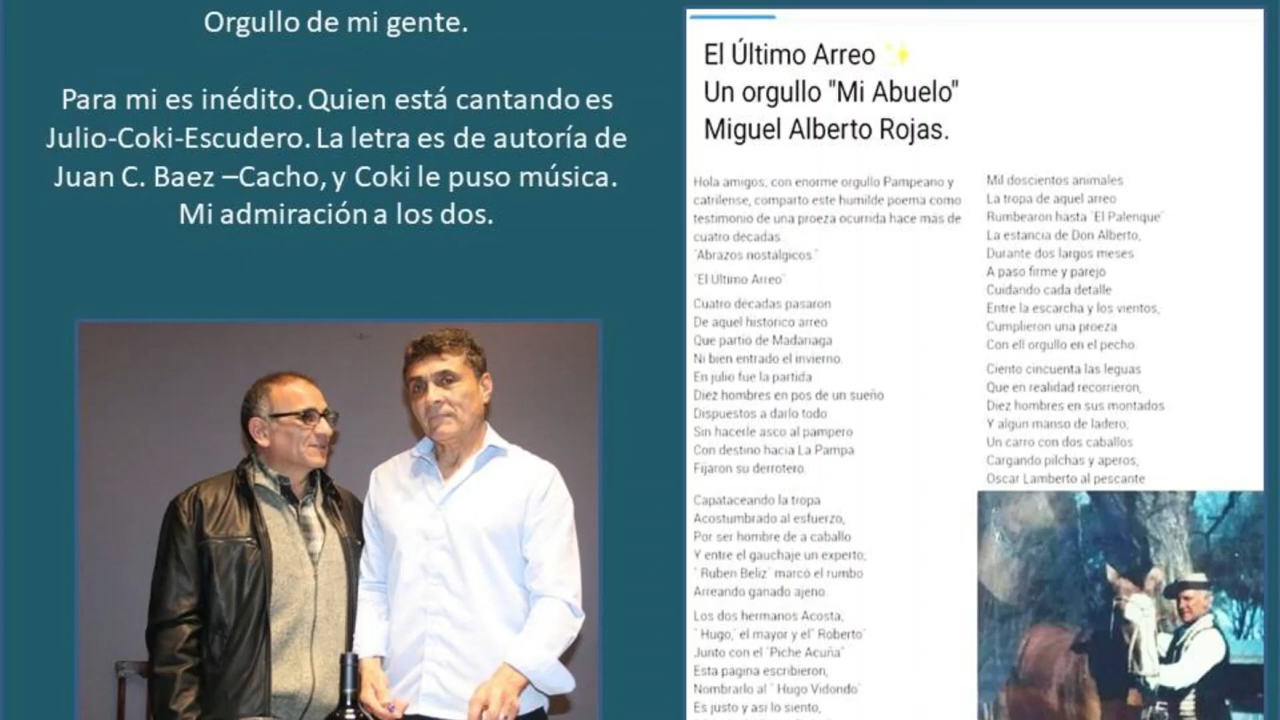 Orgullo de mi gente.
Para mi es inédito. Quien está cantando es
Julio-Coki-Escudero. La letra es de autoría de
Juan C. Baez –Cacho, y Coki le puso música.
Mi admiración a los dos.
El Último Arreo ✨
Un orgullo "Mi Abuelo"
Miguel Alberto Rojas.
Hola amigos, con enorme orgullo Pampeano y
catrilense, comparto este humilde poema como
testimonio de una proeza ocurrida hace más de
cuatro décadas.
"Abrazos nostálgicos."
"El Ultimo Arreo"
Cuatro décadas pasaron
De aquel histórico arreo
Que partió de Madariaga
Ni bien entrado el invierno.
En julio fue la partida
Diez hombres en pos de un sueño
Dispuestos a darlo todo
Sin hacerle asco al pampero
Con destino hacia La Pampa
Fijaron su derrotero.
Capataceando la tropa
Acostumbrado al esfuerzo,
Por ser hombre de a caballo
Y entre el gauchaje un experto;
" Ruben Beliz" marcó el rumbo
Arreando ganado ajeno.
Los dos hermanos Acosta,
" Hugo," el mayor y el" Roberto"
Junto con el "Piche Acuña"
Esta pagina escribieron,
Nombrarlo al " Hugo Vidondo"
Es justo y asi lo siento,
Mil doscientos animales
La tropa de aquel arreo
Rumbearon hasta "El Palenque"
La estancia de Don Alberto,
Durante dos largos meses
A paso firme y parejo
Cuidando cada detalle
Entre la escarcha y los vientos,
Cumplieron una proeza
Con ell orgullo en el pecho.
Ciento cincuenta las leguas
Que en realidad recorrieron,
Diez hombres en sus montados
Y algun manso de ladero;
Un carro con dos caballos
Cargando pilchas y aperos,
Oscar Lamberto al pescante